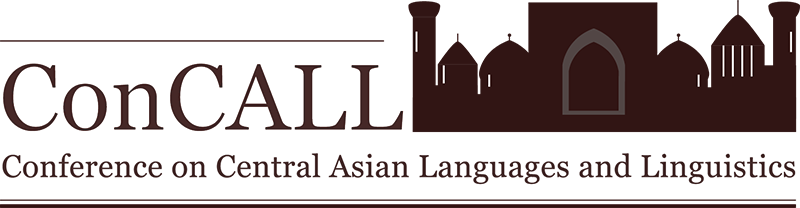 ConCALL
Conference on Central Asian Languages and Linguistics